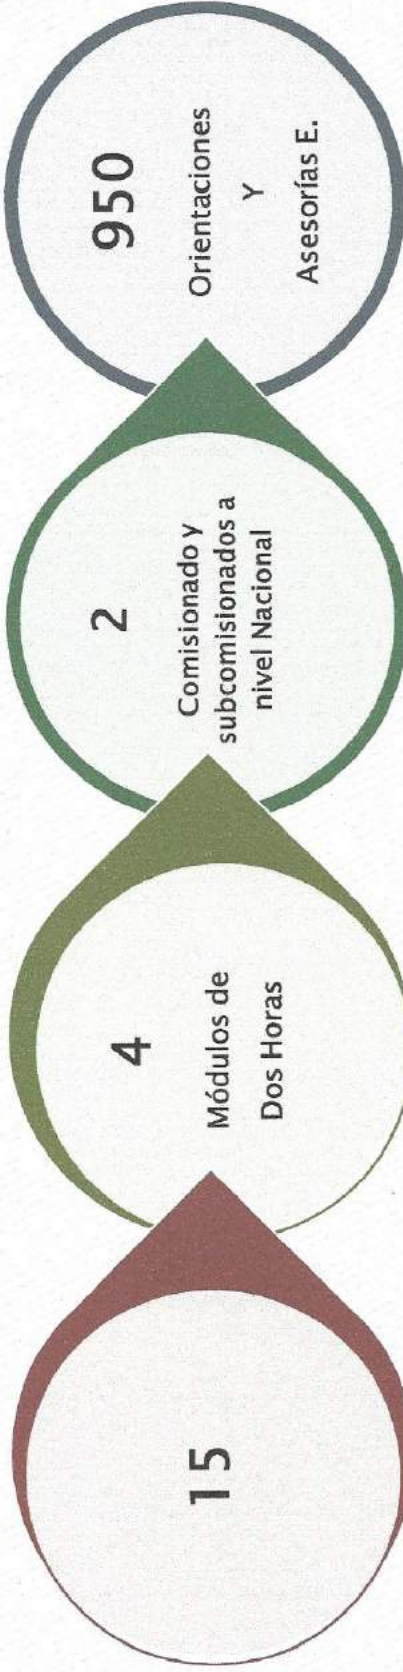 15
4
Módulos de
Dos Horas
2
Comisionado y
subcomisionados a
nivel Nacional
950
Orientaciones
Y
Asesorías E.